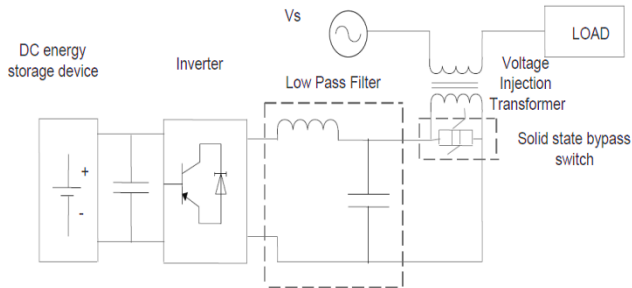 Vs
LOAD
DC energy
storage device
Inverter
Low Pass Filter
Voltage
Injection
Transformer
Solid state bypass
switch
+
-